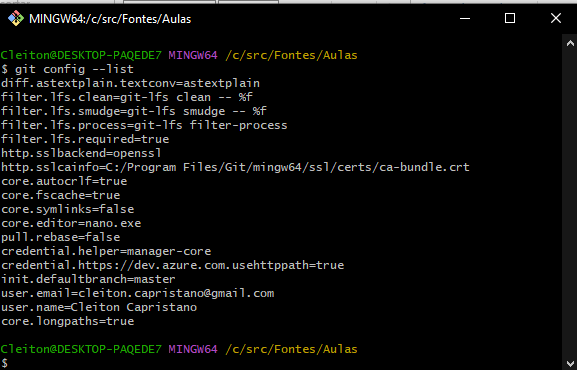 MINGW64:/c/src/Fontes/Aulas
Cleiton@DESKTOP-PAQEDE7 MINGW64 /c/src/Fontes/Aulas
$ git config --list
diff.astextplain.textconv=astextplain
filter.lfs.clean=git-lfs clean -- %f
filter.lfs.smudge=git-lfs smudge -- %f
filter.lfs.process=git-lfs filter-process
filter.lfs.required=true
http.sslbackend=openssl
http.sslcainfo=C:/Program Files/Git/mingw64/ssl/certs/ca-bundle.crt
core.autocrlf=true
core.fscache=true
core.symlinks=false
core.editor=nano.exe
pull.rebase=false
credential.helper=manager-core
credential.https://dev.azure.com.usehttppath=true
init.defaultbranch=master
user.email=cleiton.capristano@gmail.com
user.name=Cleiton Capristano
core.longpaths=true
Cleiton@DESKTOP-PAQEDE7 MINGW64 /c/src/Fontes/Aulas
$